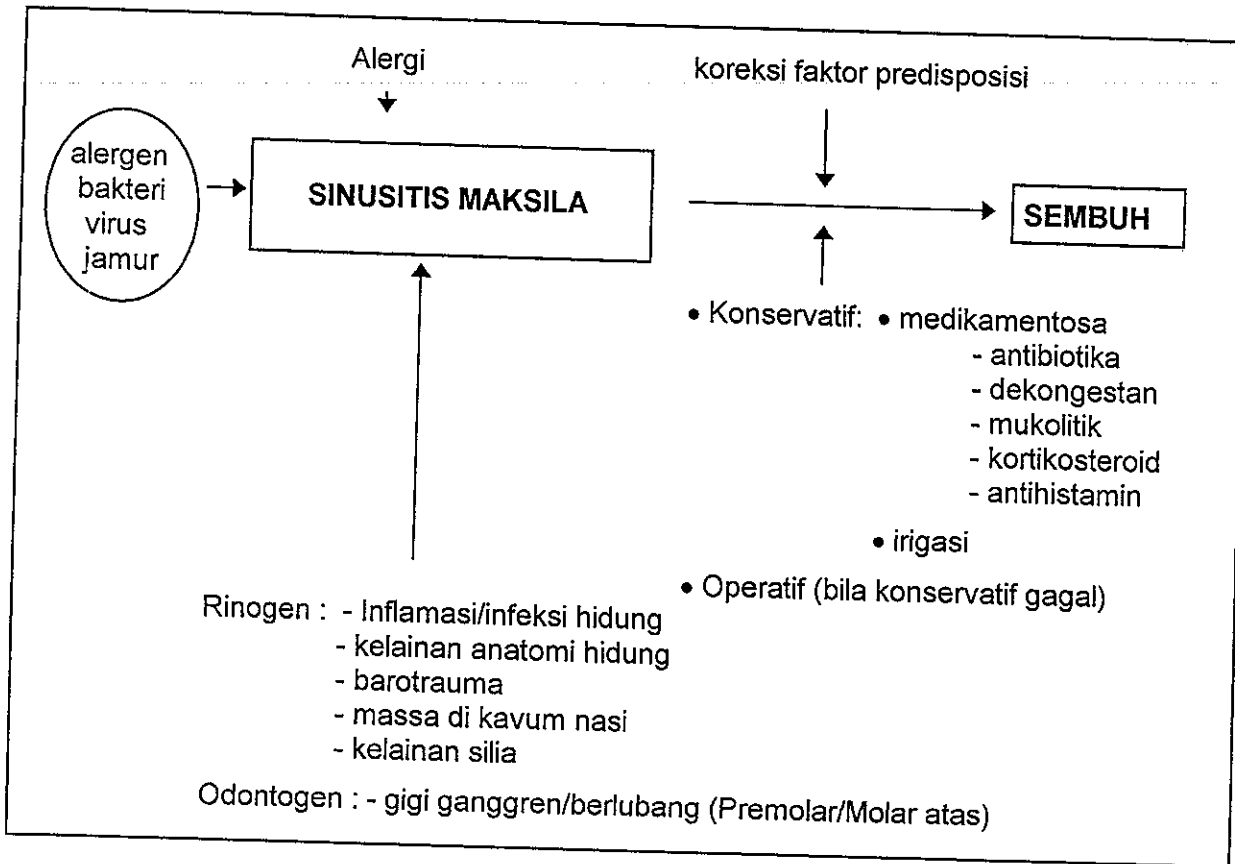 Alergi
koreksi faktor predisposisi
alergen
bakteri
virus
jamur
SINUSITIS MAKSILA
SEMBUH
• Konservatif: • medikamentosa
- antibiotika
- dekongestan
- mukolitik
- kortikosteroid
- antihistamin
• irigasi
• Operatif (bila konservatif gagal)
Rinogen : - Inflamasi/infeksi hidung
- kelainan anatomi hidung
- barotrauma
- massa di kavum nasi
- kelainan silia
Odontogen : - gigi ganggren/berlubang (Premolar/Molar atas)